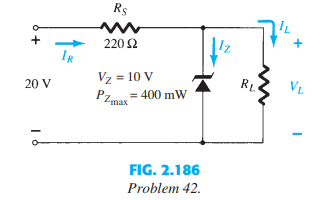 R_S
220 Ω
I_R
+
20 V
−
V_Z = 10 V
P_Zmax = 400 mW
I_Z
I_L
R_L
+
V_L
−
FIG. 2.186
Problem 42.